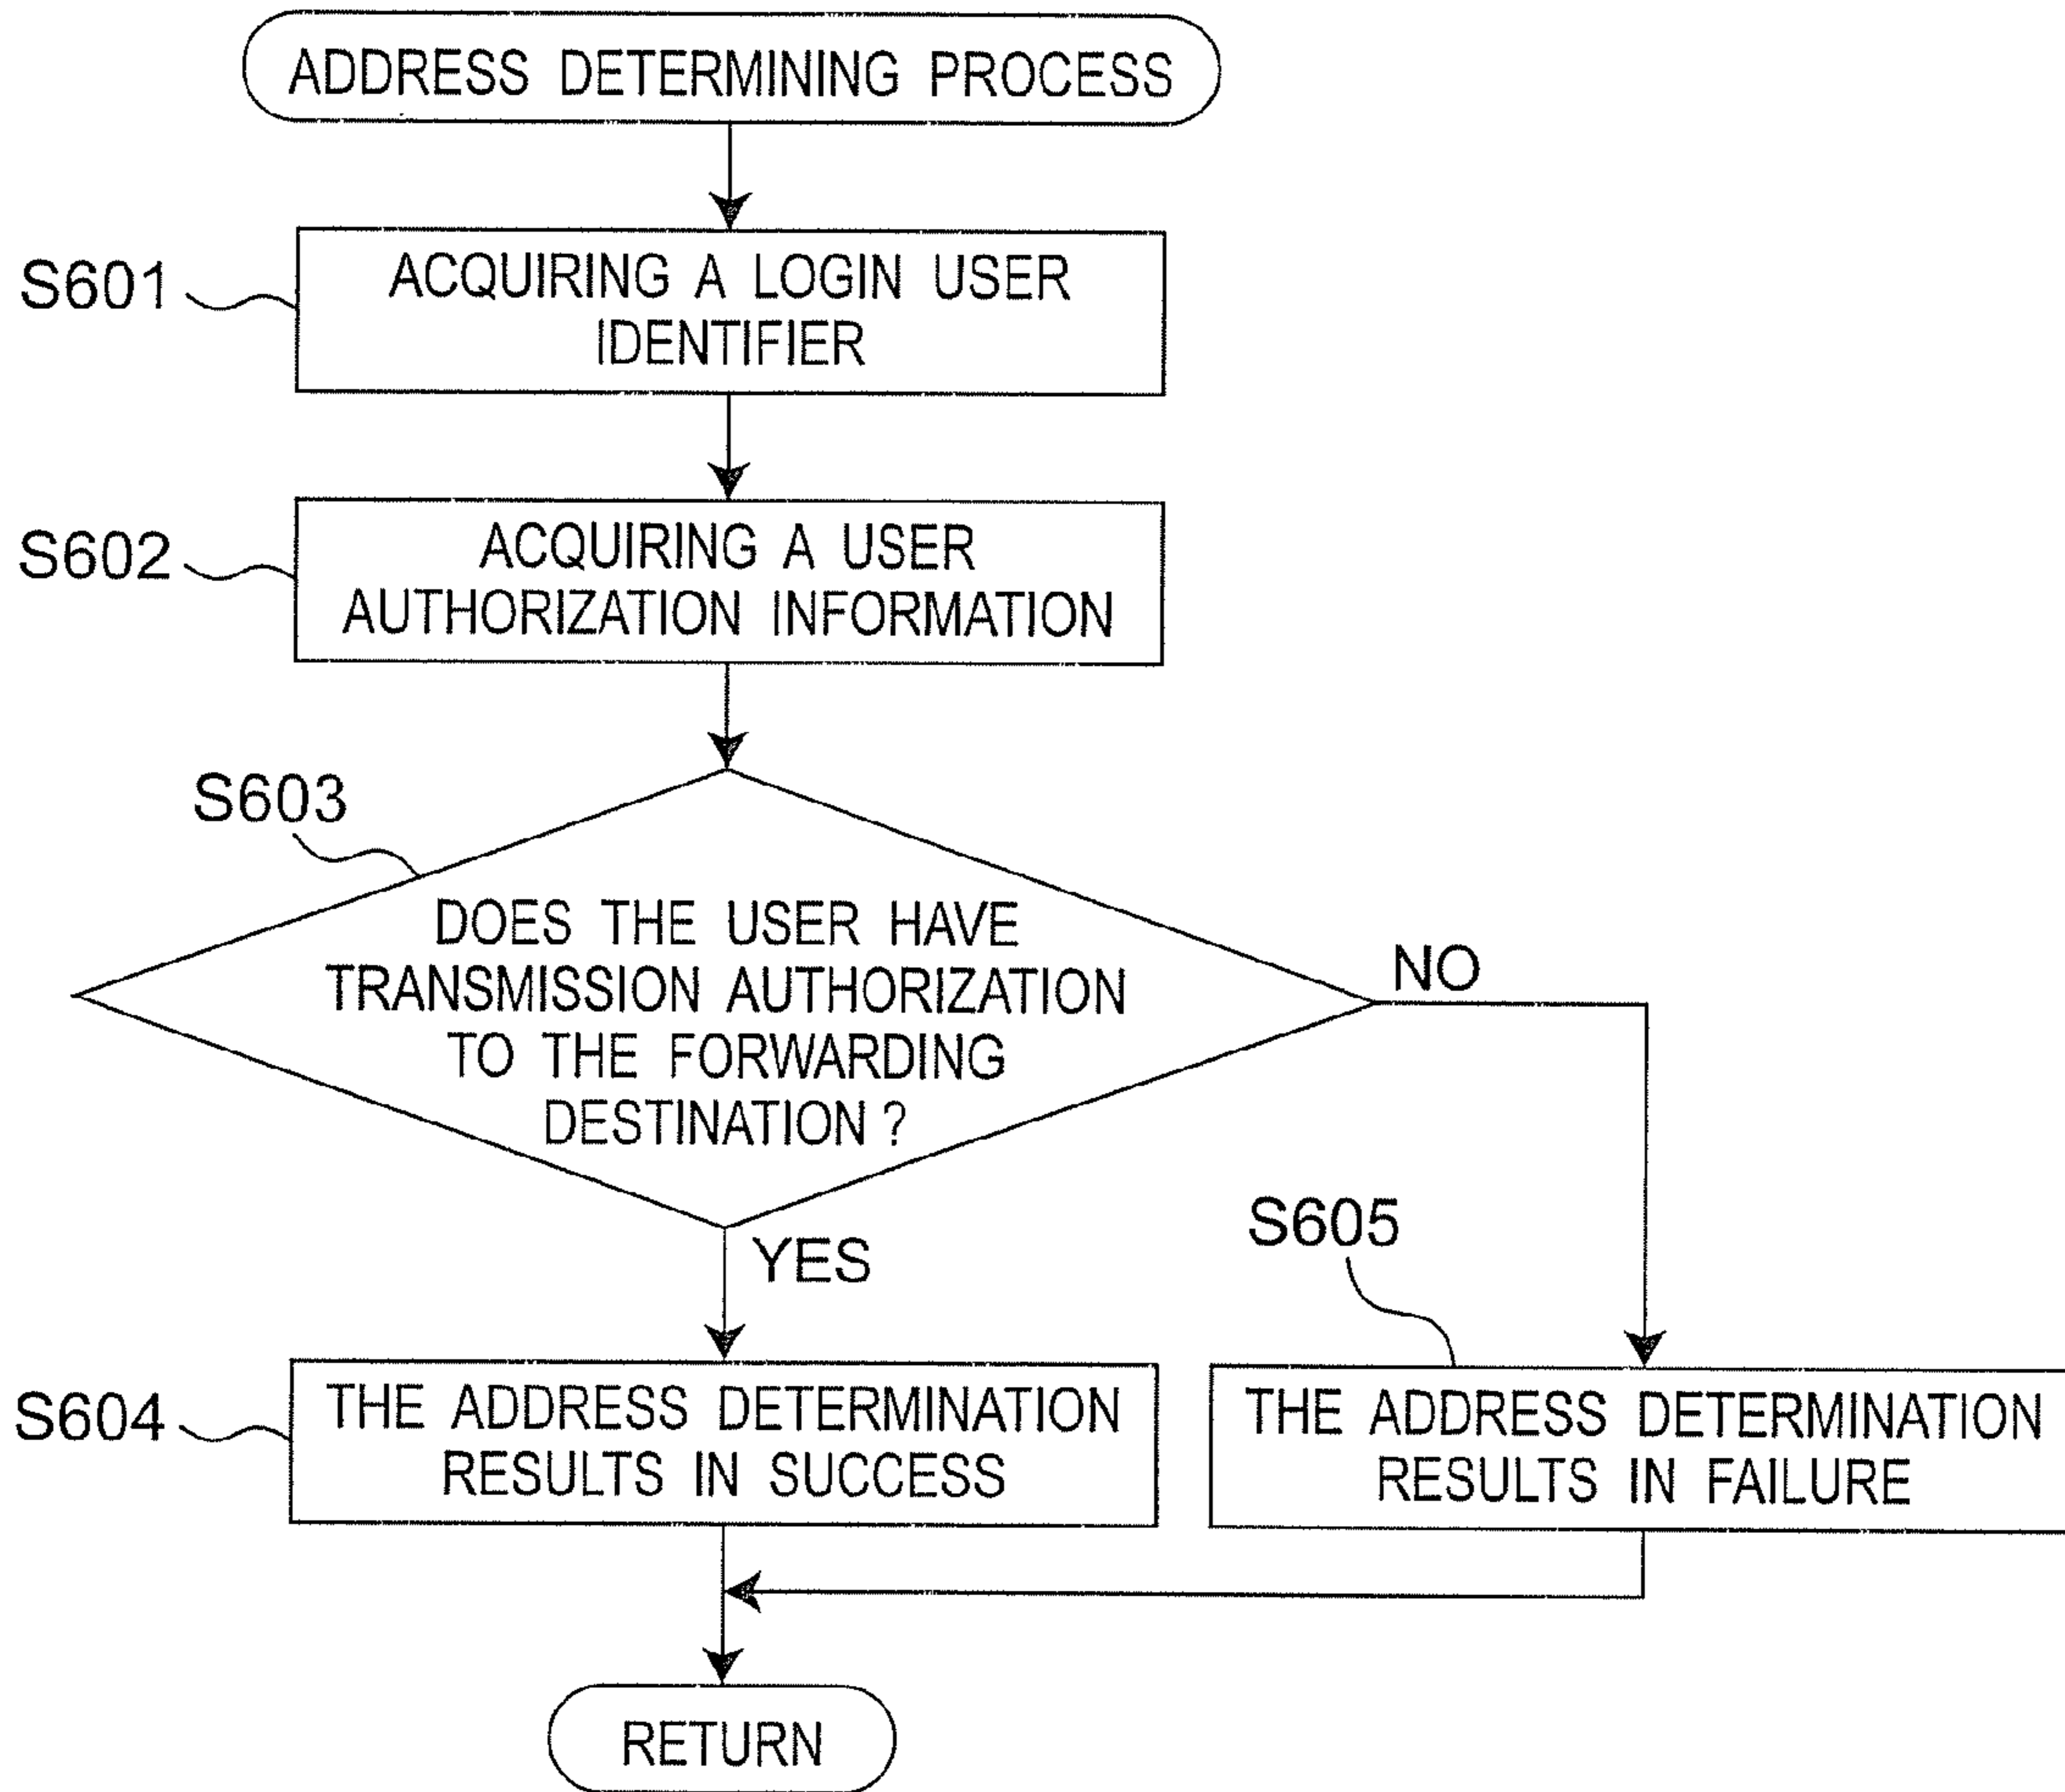 ADDRESS DETERMINING PROCESS
S601
ACQUIRING A LOGIN USER
IDENTIFIER
S602
ACQUIRING A USER
AUTHORIZATION INFORMATION
S603
DOES THE USER HAVE
TRANSMISSION AUTHORIZATION
TO THE FORWARDING
DESTINATION ?
NO
YES
S604
THE ADDRESS DETERMINATION
RESULTS IN SUCCESS
S605
THE ADDRESS DETERMINATION
RESULTS IN FAILURE
RETURN